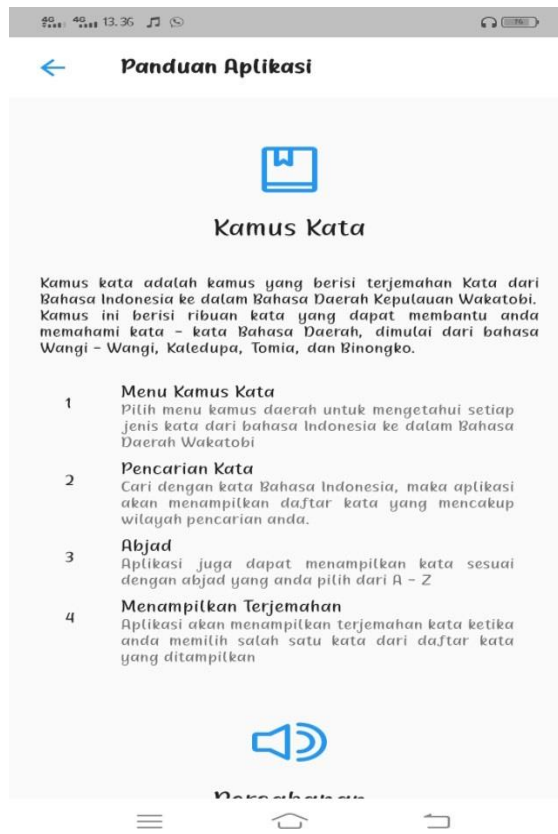 4G 4G 13.36
76
Panduan Aplikasi
Kamus Kata
Kamus kata adalah kamus yang berisi terjemahan Kata dari
Bahasa Indonesia ke dalam Bahasa Daerah Kepulauan Wakatobi.
Kamus ini berisi ribuan kata yang dapat membantu anda
memahami kata - kata Bahasa Daerah, dimulai dari bahasa
Wangi - Wangi, Kaledupa, Tomia, dan Binongko.
1 Menu Kamus Kata
Pilih menu kamus daerah untuk mengetahui setiap
jenis kata dari bahasa Indonesia ke dalam Bahasa
Daerah Wakatobi
2 Pencarian Kata
Cari dengan kata Bahasa Indonesia, maka aplikasi
akan menampilkan daftar kata yang mencakup
wilayah pencarian anda.
3 Abjad
Aplikasi juga dapat menampilkan kata sesuai
dengan abjad yang anda pilih dari A - Z
4 Menampilkan Terjemahan
Aplikasi akan menampilkan terjemahan kata ketika
anda memilih salah satu kata dari daftar kata
yang ditampilkan